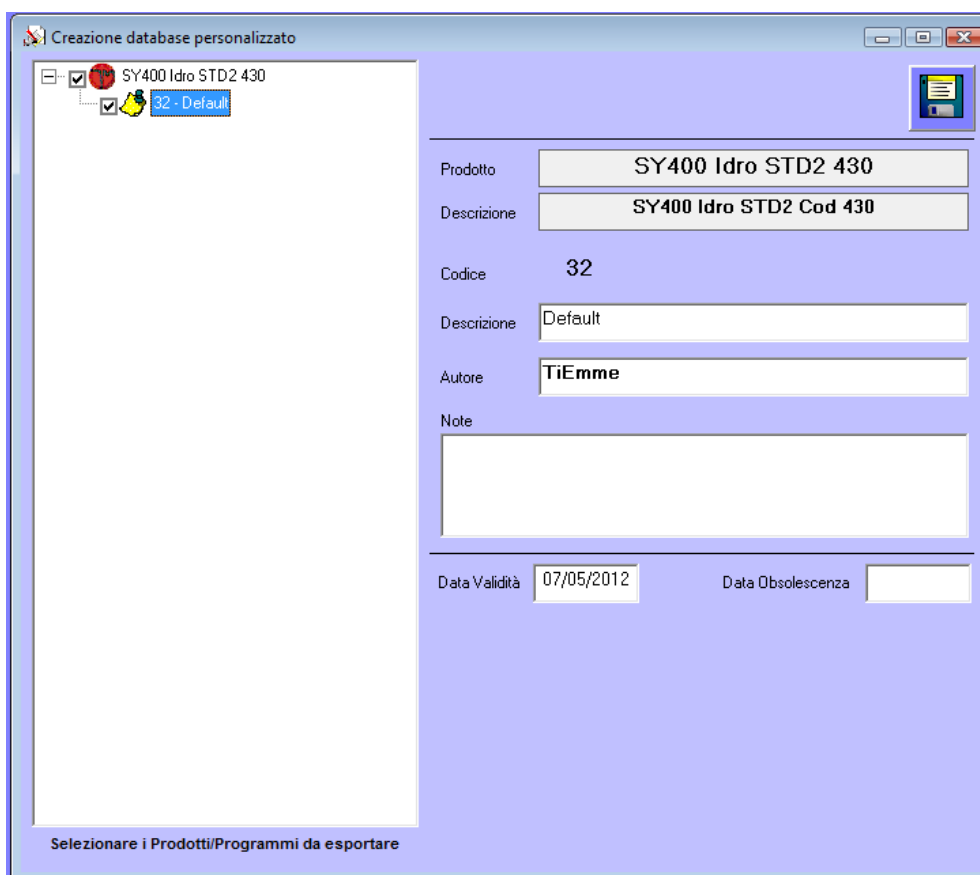 Creazione database personalizzato
SY400 Idro STD2 430
32 - Default
Prodotto SY400 Idro STD2 430
Descrizione SY400 Idro STD2 Cod 430
Codice 32
Descrizione Default
Autore TiEmme
Note
Data Validità 07/05/2012 Data Obsolescenza
Selezionare i Prodotti/Programmi da esportare